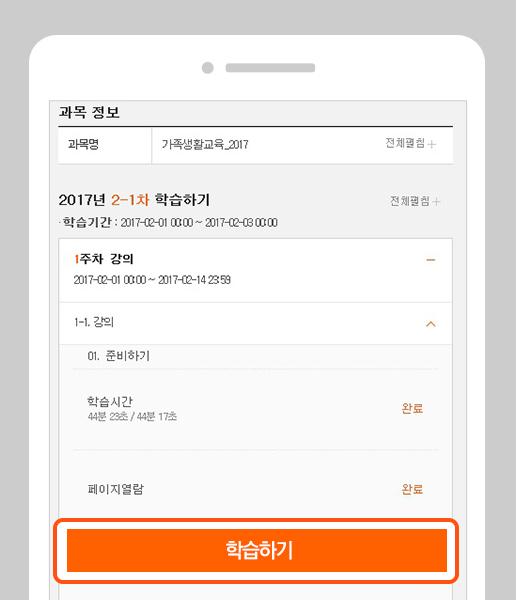 과목 정보
과목명 가족생활교육_2017 전체펼침 +
2017년 2-1차 학습하기 전체펼침 +
· 학습기간 : 2017-02-01 00:00 ~ 2017-02-03 00:00
1주차 강의
2017-02-01 00:00 ~ 2017-02-14 23:59
1-1. 강의
01. 준비하기
학습시간 완료
44분 23초 / 44분 17초
페이지열람 완료
학습하기